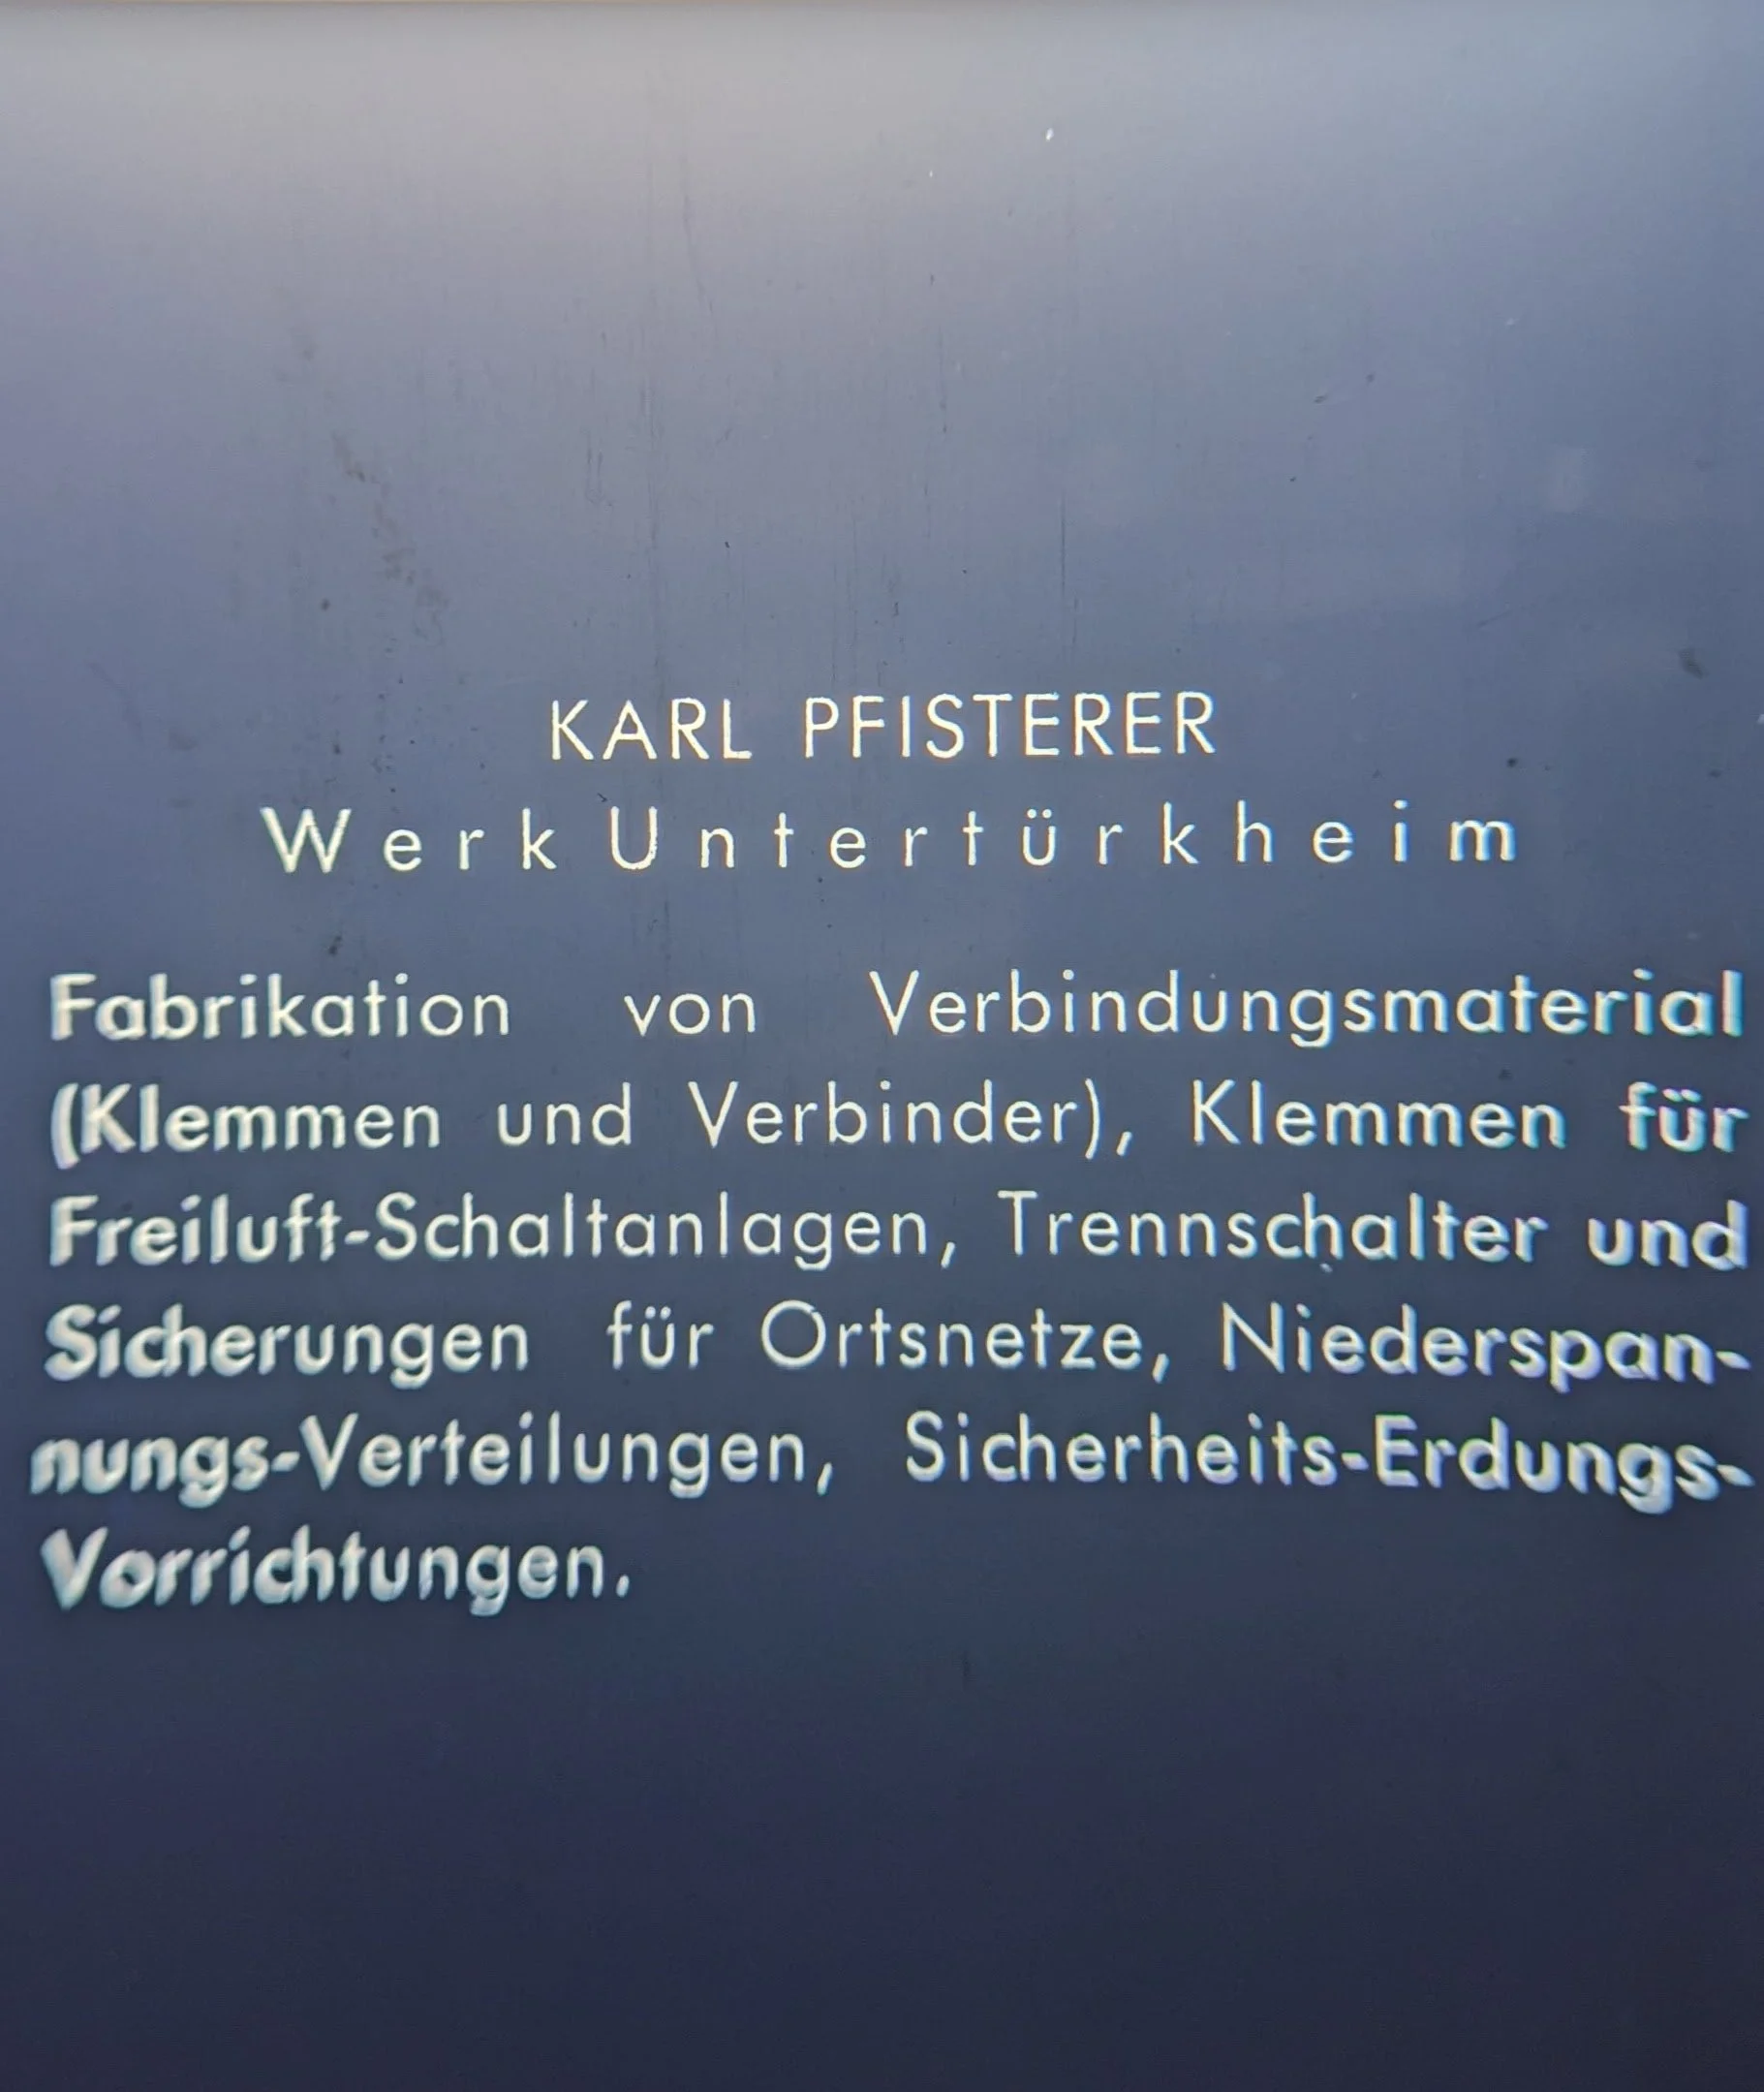 KARL PFISTERER
Werk Untertürkheim
Fabrikation von Verbindungsmaterial
(Klemmen und Verbinder), Klemmen für
Freiluft-Schaltanlagen, Trennschalter und
Sicherungen für Ortsnetze, Niederspan-
nungs-Verteilungen, Sicherheits-Erdungs-
Vorrichtungen.